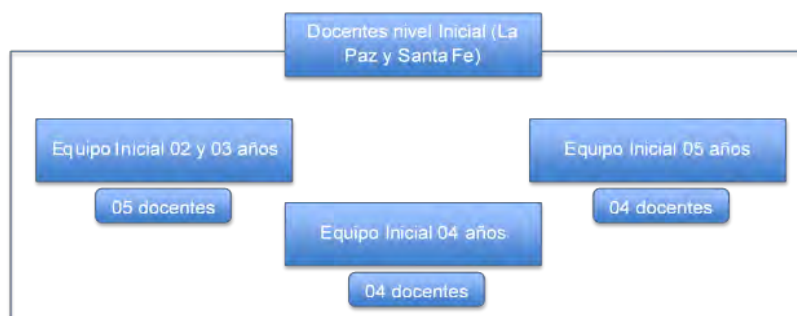 Docentes nivel Inicial (La
Paz y Santa Fe)
Equipo Inicial 02 y 03 años
05 docentes
Equipo Inicial 04 años
04 docentes
Equipo Inicial 05 años
04 docentes